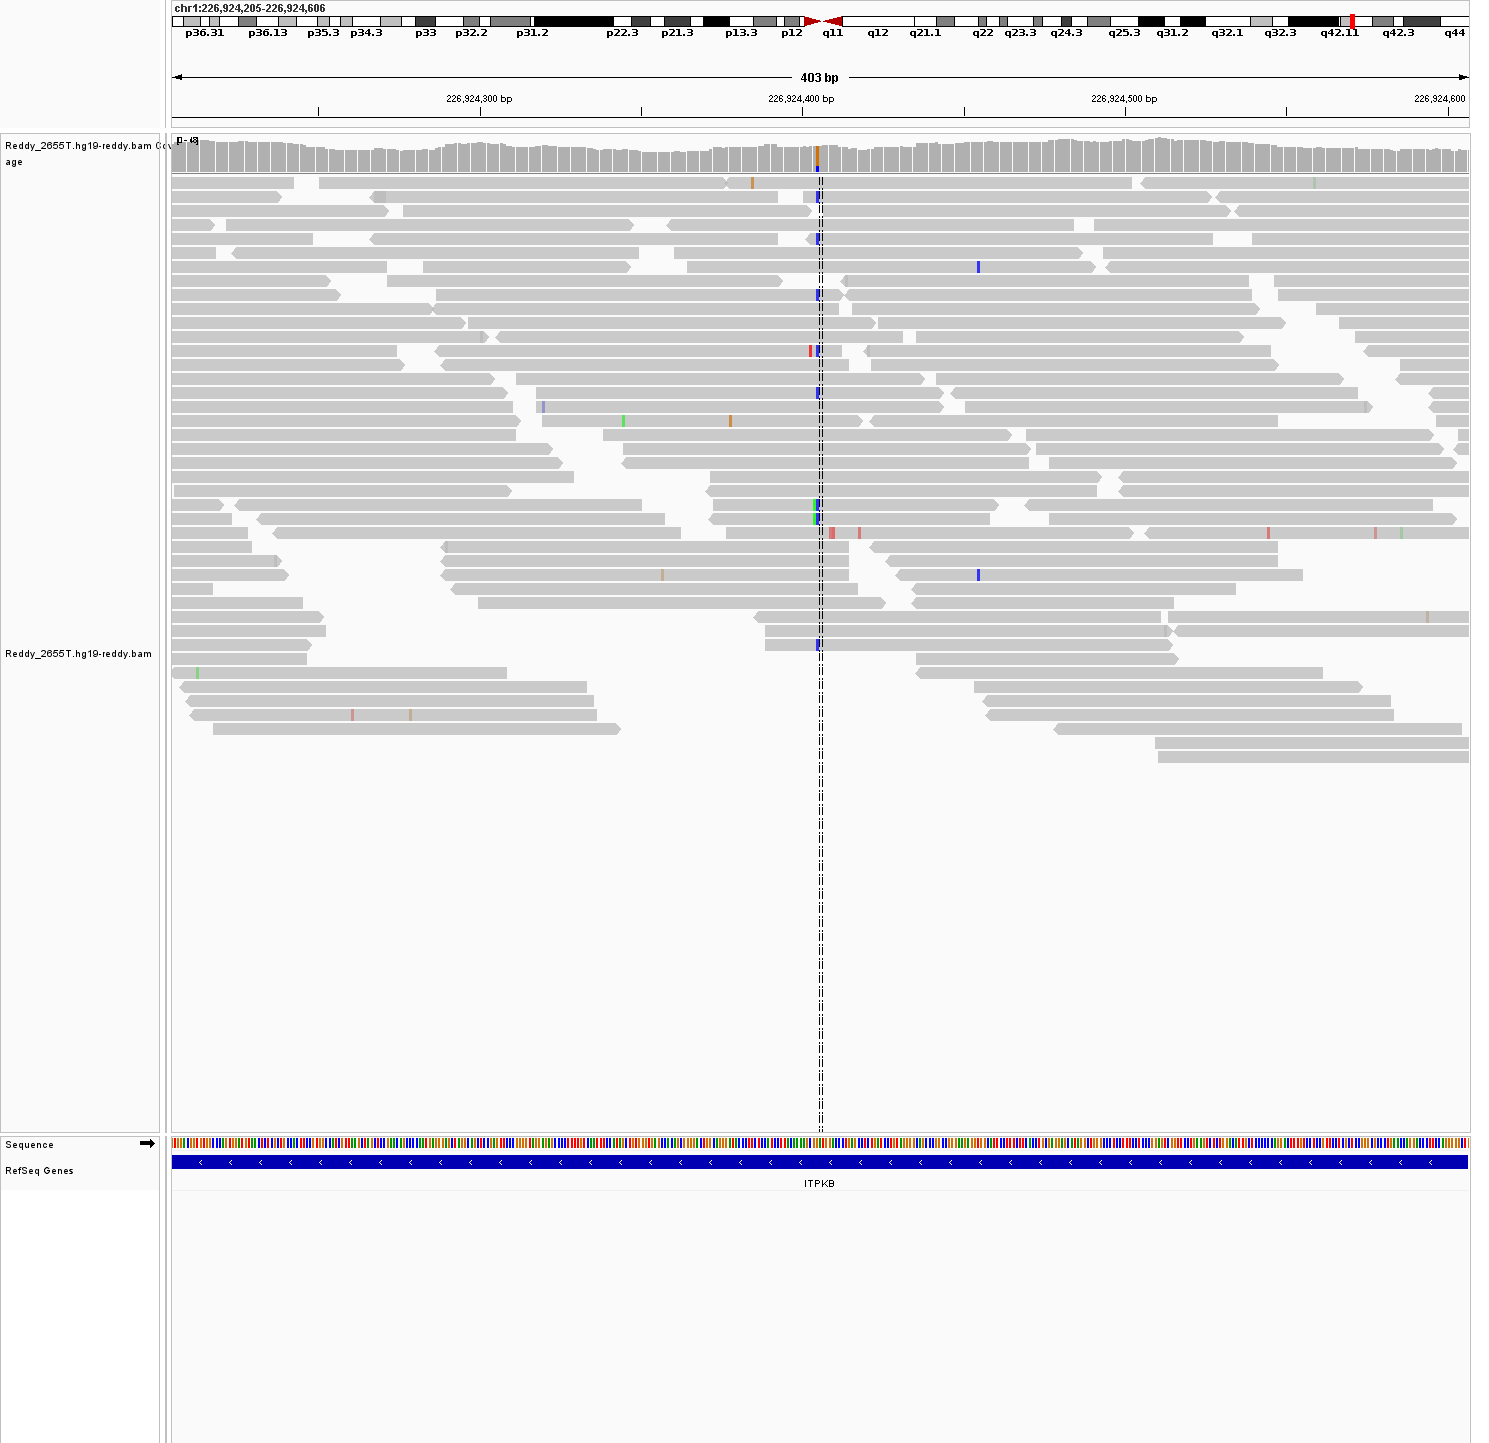 chr1:226,924,205-226,924,606
p36.31 p36.13 p35.3 p34.3 p33 p32.2 p31.2 p22.3 p21.3 p13.3 p12 q11 q12 q21.1 q22 q23.3 q24.3 q25.3 q31.2 q32.1 q32.3 q42.11 q42.3 q44
403 bp
226,924,300 bp 226,924,400 bp 226,924,500 bp 226,924,600
Reddy_2655T.hg19-reddy.bam Cov
age
Reddy_2655T.hg19-reddy.bam
Sequence
RefSeq Genes
ITPKB